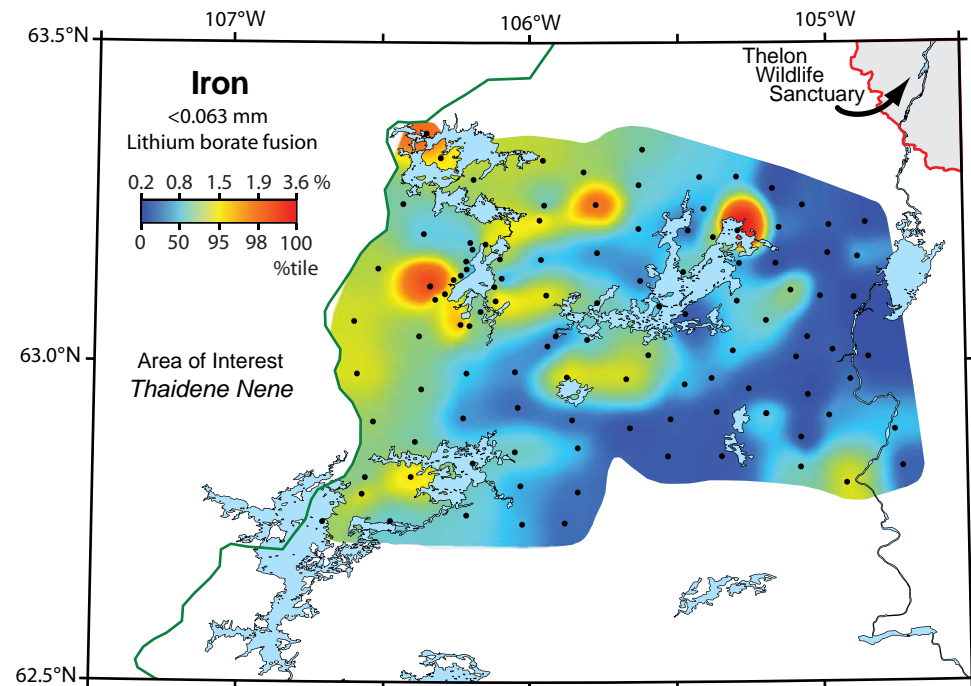 107°W 106°W 105°W
63.5°N
Thelon
Wildlife
Sanctuary
Iron
<0.063 mm
Lithium borate fusion
0.2 0.8 1.5 1.9 3.6 %
0 50 95 98 100
%tile
63.0°N
Area of Interest
Thaidene Nene
62.5°N